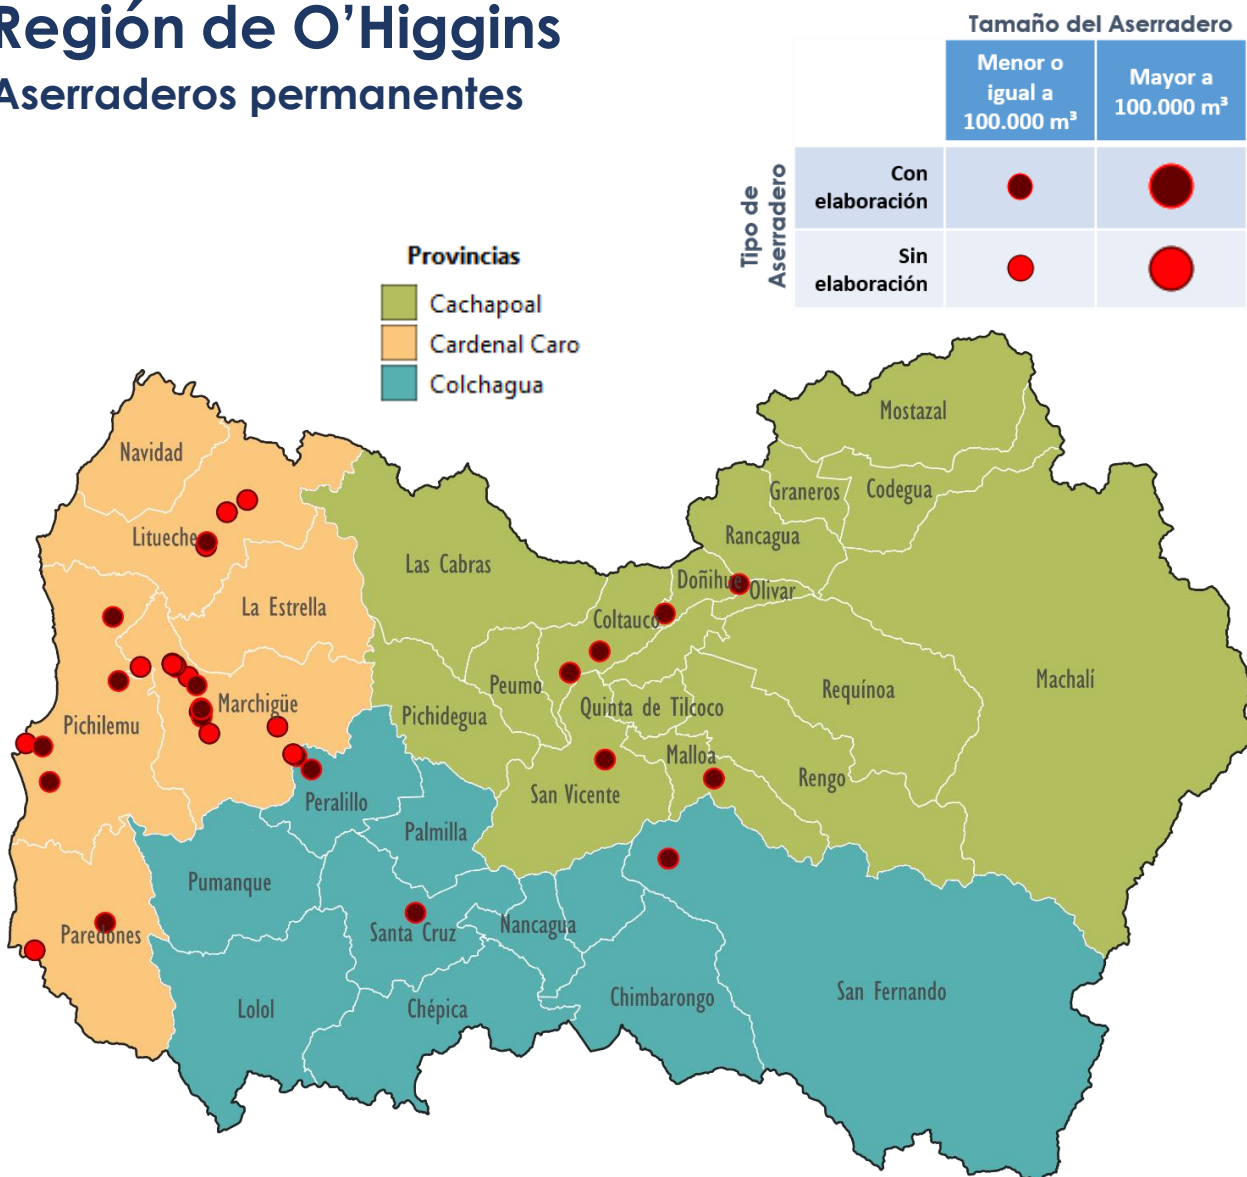 Región de O’Higgins
Aserraderos permanentes
Tamaño del Aserradero
Menor o
igual a
100.000 m³
Mayor a
100.000 m³
Tipo de
Aserradero
Con
elaboración
Sin
elaboración
Provincias
Cachapoal
Cardenal Caro
Colchagua
Mostazal
Navidad
Graneros
Codegua
Litueche
Rancagua
Las Cabras
Doñihue
Olivar
La Estrella
Coltauco
Machalí
Peumo
Requínoa
Marchigüe
Quinta de Tilcoco
Pichidegua
Pichilemu
Malloa
Rengo
San Vicente
Peralillo
Palmilla
Pumanque
Nancagua
Santa Cruz
Paredones
San Fernando
Chimbarongo
Lolol
Chépica